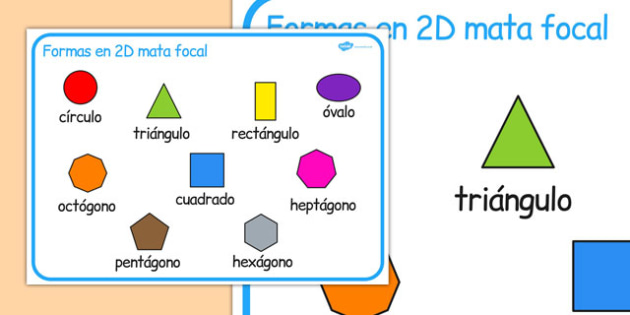 Formas en 2D mata focal
círculo
triángulo
rectángulo
óvalo
octógono
cuadrado
heptágono
pentágono
hexágono
Formas en 2D mata focal
triángulo